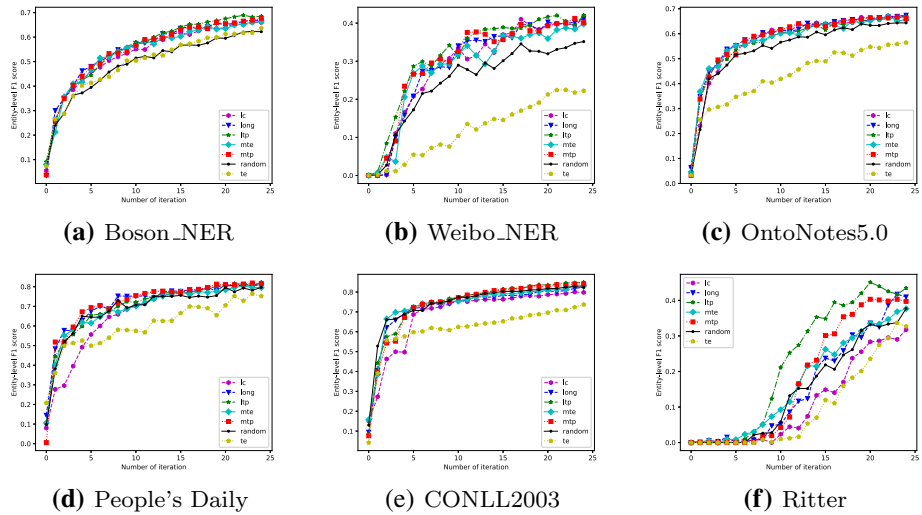 Entity-level F1 score
0.7
0.6
0.5
0.4
0.3
0.2
0.1
0 5 10 15 20 25
Number of iteration
lc
long
ltp
mte
mtp
random
te
(a) Boson_NER
Entity-level F1 score
0.4
0.3
0.2
0.1
0.0
0 5 10 15 20 25
Number of iteration
lc
long
ltp
mte
mtp
random
te
(b) Weibo_NER
Entity-level F1 score
0.7
0.6
0.5
0.4
0.3
0.2
0.1
0.0
0 5 10 15 20 25
Number of iteration
lc
long
ltp
mte
mtp
random
te
(c) OntoNotes5.0
Entity-level F1 score
0.8
0.7
0.6
0.5
0.4
0.3
0.2
0.1
0.0
0 5 10 15 20 25
Number of iteration
lc
long
ltp
mte
mtp
random
te
(d) People's Daily
Entity-level F1 score
0.8
0.7
0.6
0.5
0.4
0.3
0.2
0.1
0 5 10 15 20 25
Number of iteration
lc
long
ltp
mte
mtp
random
te
(e) CONLL2003
Entity-level F1 score
0.4
0.3
0.2
0.1
0.0
0 5 10 15 20 25
Number of iteration
lc
long
ltp
mte
mtp
random
te
(f) Ritter